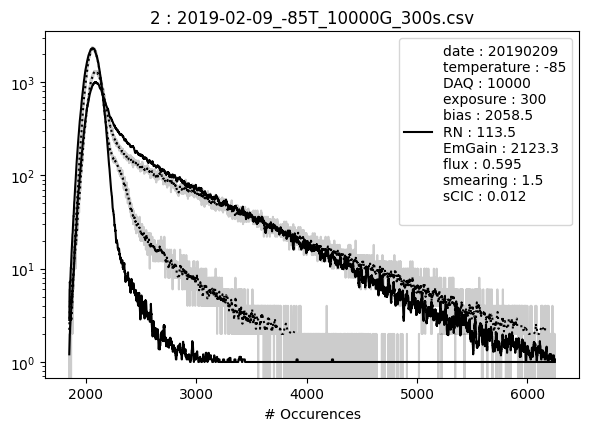 2 : 2019-02-09_-85T_10000G_300s.csv
date : 20190209
temperature : -85
DAQ : 10000
exposure : 300
bias : 2058.5
RN : 113.5
EmGain : 2123.3
flux : 0.595
smearing : 1.5
sCIC : 0.012
10³
10²
10¹
10⁰
2000 3000 4000 5000 6000
# Occurences